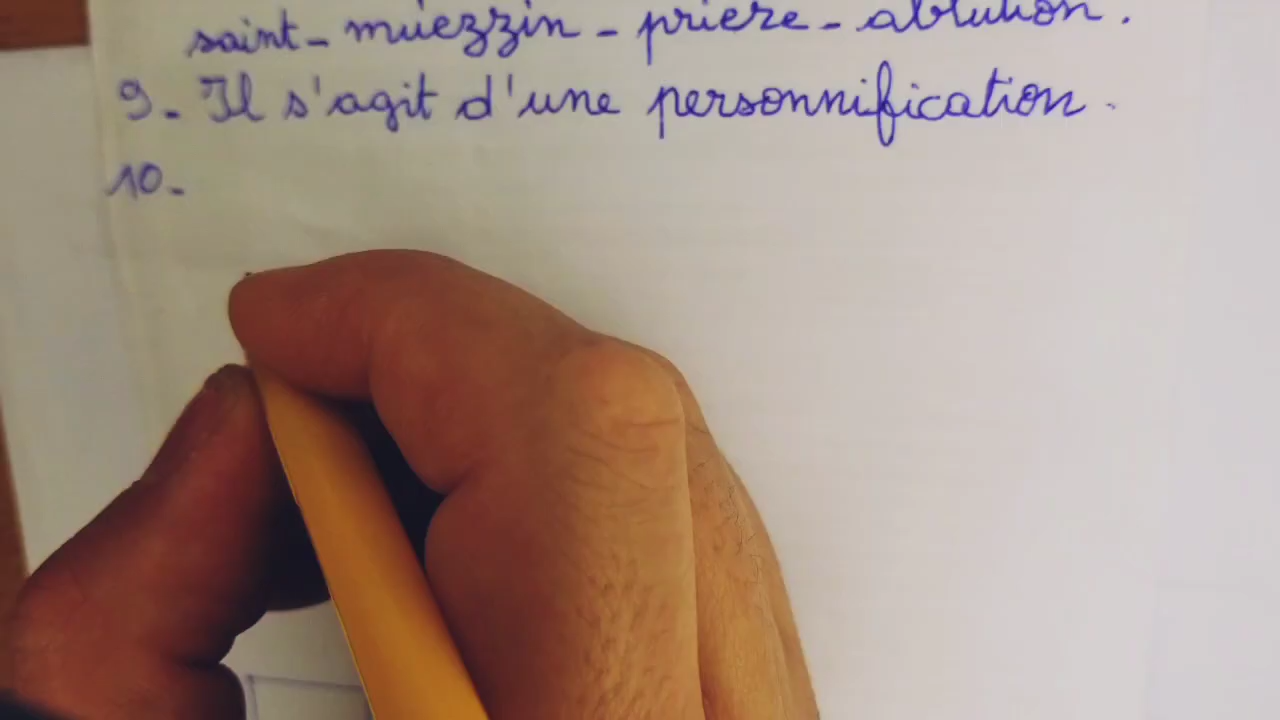 saint - muezzin - prière - ablution.
9 - Il s'agit d'une personnification.
10 -